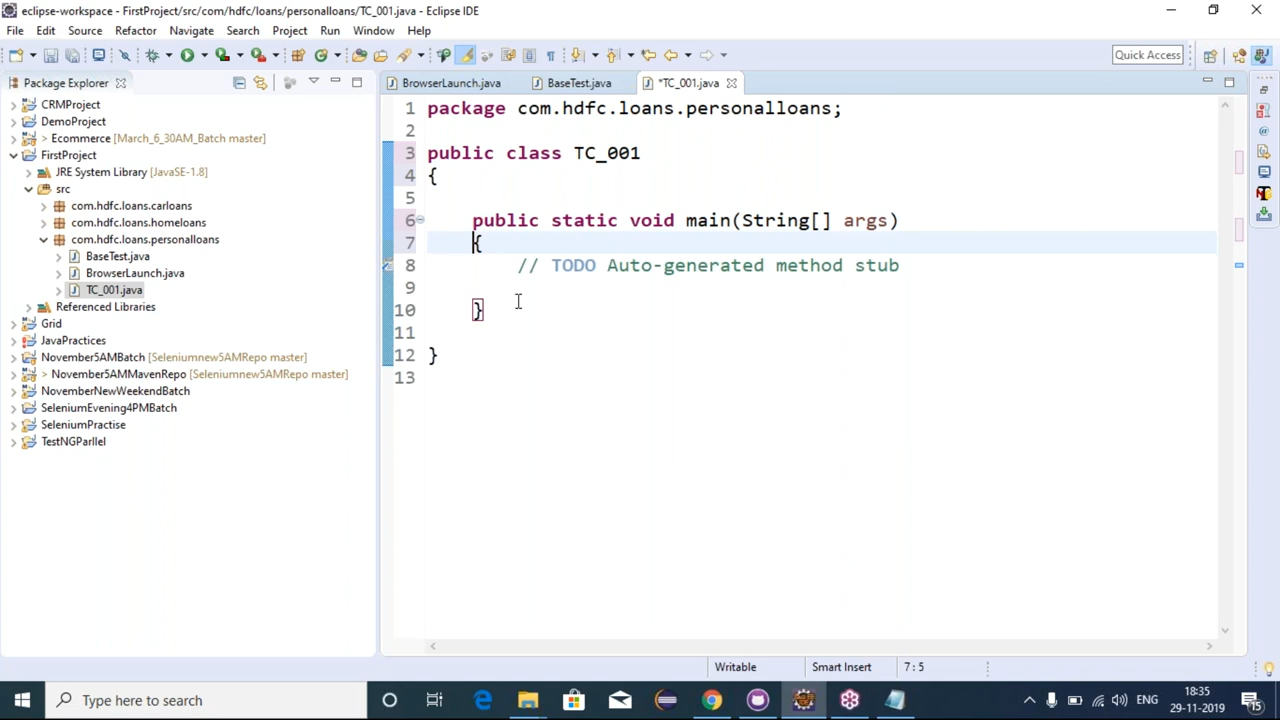 eclipse-workspace - FirstProject/src/com/hdfc/loans/personalloans/TC_001.java - Eclipse IDE
File Edit Source Refactor Navigate Search Project Run Window Help
Quick Access
Package Explorer
BrowserLaunch.java
BaseTest.java
*TC_001.java
CRMProject
DemoProject
> Ecommerce [March_6_30AM_Batch master]
FirstProject
JRE System Library [JavaSE-1.8]
src
com.hdfc.loans.carloans
com.hdfc.loans.homeloans
com.hdfc.loans.personalloans
BaseTest.java
BrowserLaunch.java
TC_001.java
Referenced Libraries
Grid
JavaPractices
November5AMBatch [Seleniumnew5AMRepo master]
> November5AMMavenRepo [Seleniumnew5AMRepo master]
NovemberNewWeekendBatch
SeleniumEvening4PMBatch
SeleniumPractise
TestNGParllel
1 package com.hdfc.loans.personalloans;
2
3 public class TC_001
4 {
5
6 public static void main(String[] args)
7 {
8 // TODO Auto-generated method stub
9
10 }
11
12 }
13
Writable
Smart Insert
7 : 5
Type here to search
ENG
18:35
29-11-2019
15